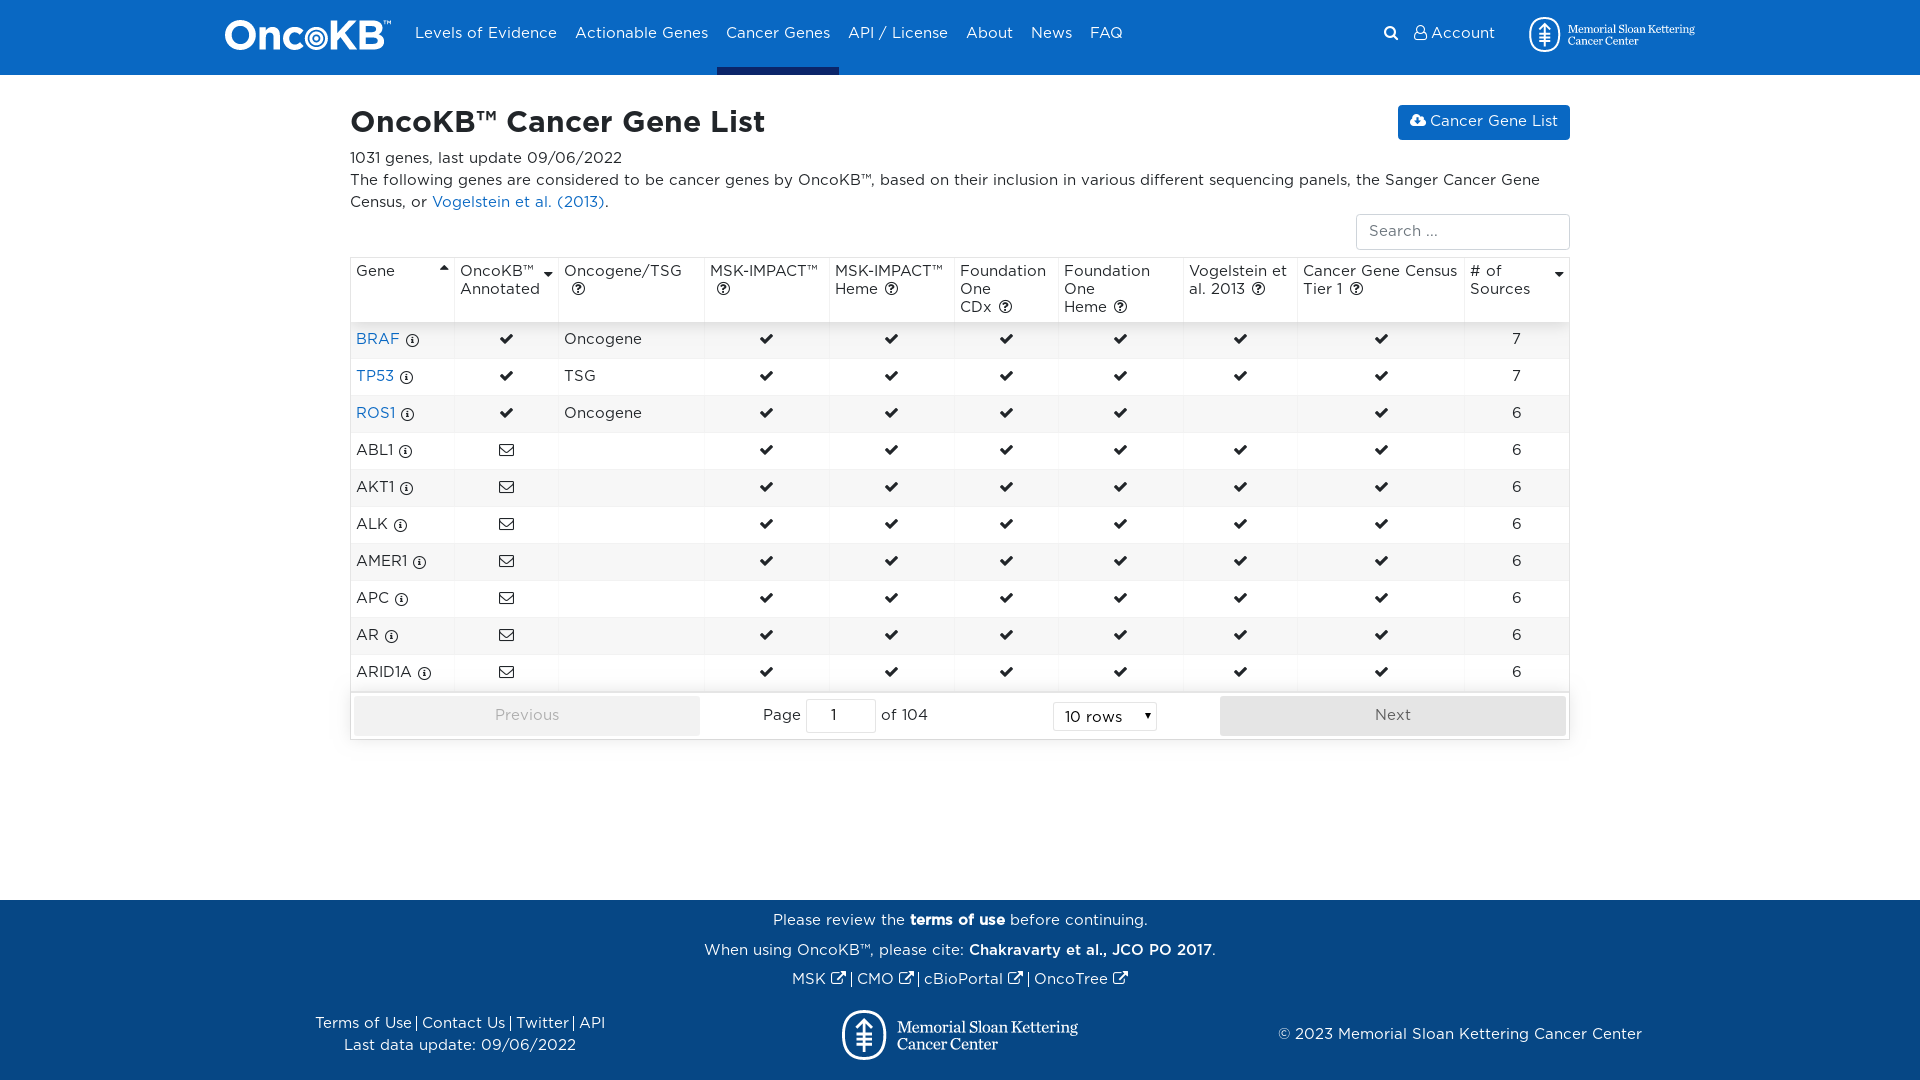 OncoKB™
Levels of Evidence
Actionable Genes
Cancer Genes
API / License
About
News
FAQ
Account
Memorial Sloan Kettering
Cancer Center
OncoKB™ Cancer Gene List
Cancer Gene List
1031 genes, last update 09/06/2022
The following genes are considered to be cancer genes by OncoKB™, based on their inclusion in various different sequencing panels, the Sanger Cancer Gene
Census, or Vogelstein et al. (2013).
Search ...
Gene
OncoKB™
Annotated
Oncogene/TSG
MSK-IMPACT™
MSK-IMPACT™
Heme
Foundation
One
CDx
Foundation
One
Heme
Vogelstein et
al. 2013
Cancer Gene Census
Tier 1
# of
Sources
BRAF Oncogene 7
TP53 TSG 7
ROS1 Oncogene 6
ABL1 6
AKT1 6
ALK 6
AMER1 6
APC 6
AR 6
ARID1A 6
Previous
Page 1 of 104
10 rows
Next
Please review the terms of use before continuing.
When using OncoKB™, please cite: Chakravarty et al., JCO PO 2017.
MSK | CMO | cBioPortal | OncoTree
Terms of Use | Contact Us | Twitter | API
Last data update: 09/06/2022
Memorial Sloan Kettering
Cancer Center
© 2023 Memorial Sloan Kettering Cancer Center